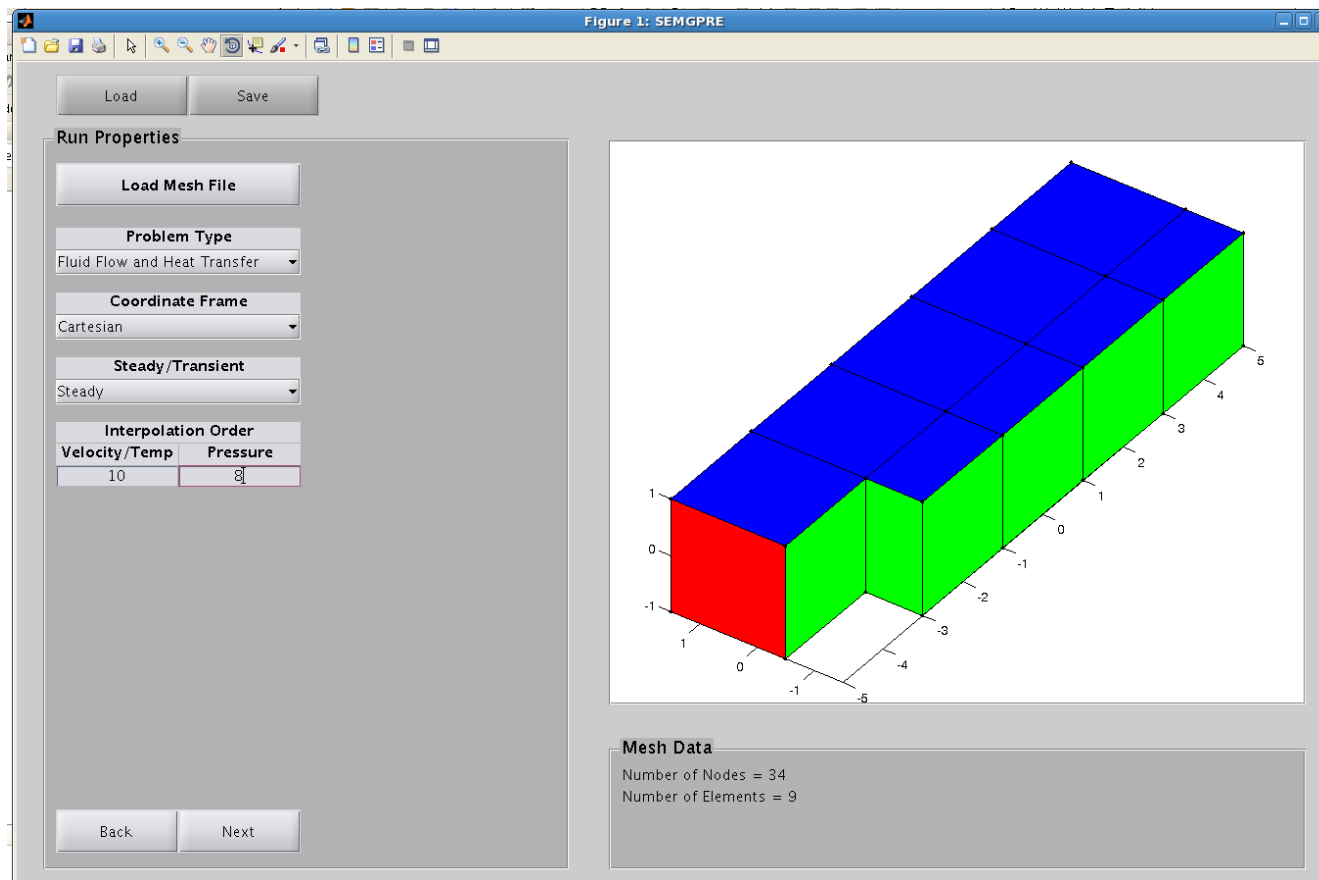 Figure 1: SEMGPRE
Load Save
Run Properties
Load Mesh File
Problem Type
Fluid Flow and Heat Transfer
Coordinate Frame
Cartesian
Steady/Transient
Steady
Interpolation Order
Velocity/Temp Pressure
10 8
Back Next
1
0
-1
1
0
-1
-5
-4
-3
-2
-1
0
1
2
3
4
5
Mesh Data
Number of Nodes = 34
Number of Elements = 9